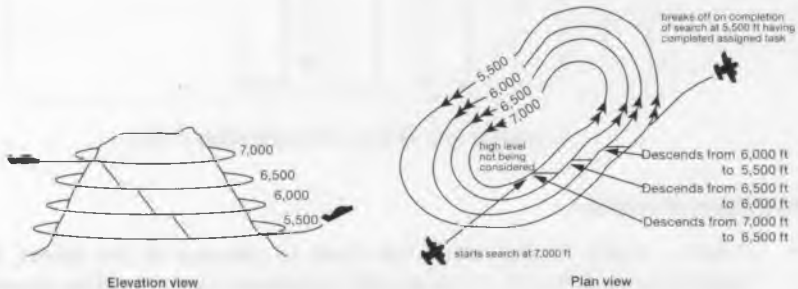 7,000
6,500
6,000
5,500
Elevation view
breaks off on completion
of search at 5,500 ft having
completed assigned task
5,500
6,000
6,500
7,000
high level
not being
considered
Descends from 6,000 ft
to 5,500 ft
Descends from 6,500 ft
to 6,000 ft
Descends from 7,000 ft
to 6,500 ft
starts search at 7,000 ft
Plan view